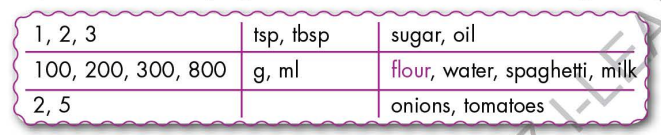 1, 2, 3 tsp, tbsp sugar, oil
100, 200, 300, 800 g, ml flour, water, spaghetti, milk
2, 5 onions, tomatoes